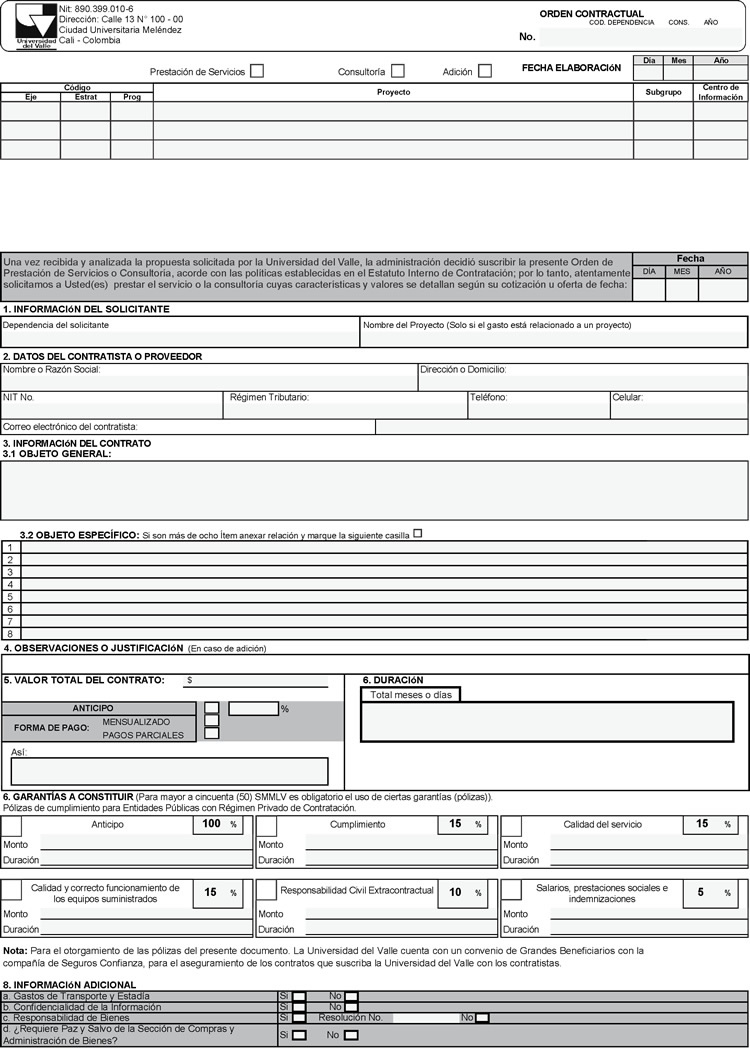 Nit: 890.399.010-6
Dirección: Calle 13 N° 100 - 00
Ciudad Universitaria Meléndez
Cali - Colombia
Universidad
del Valle
ORDEN CONTRACTUAL
COD. DEPENDENCIA CONS. AÑO
No.
Prestación de Servicios Consultoría Adición FECHA ELABORACIóN Día Mes Año
Código Proyecto Subgrupo Centro de
Información
Eje Estrat Prog
Una vez recibida y analizada la propuesta solicitada por la Universidad del Valle, la administración decidió suscribir la presente Orden de
Prestación de Servicios o Consultoría, acorde con las políticas establecidas en el Estatuto Interno de Contratación; por lo tanto, atentamente
solicitamos a Usted(es) prestar el servicio o la consultoria cuyas características y valores se detallan según su cotización u oferta de fecha:
Fecha
DÍA MES AÑO
1. INFORMACIóN DEL SOLICITANTE
Dependencia del solicitante Nombre del Proyecto (Solo si el gasto está relacionado a un proyecto)
2. DATOS DEL CONTRATISTA O PROVEEDOR
Nombre o Razón Social: Dirección o Domicilio:
NIT No. Régimen Tributario: Teléfono: Celular:
Correo electrónico del contratista:
3. INFORMACIóN DEL CONTRATO
3.1 OBJETO GENERAL:
3.2 OBJETO ESPECÍFICO: Si son más de ocho Ítem anexar relación y marque la siguiente casilla
1
2
3
4
5
6
7
8
4. OBSERVACIONES O JUSTIFICACIóN (En caso de adición)
5. VALOR TOTAL DEL CONTRATO: $ 6. DURACIóN
Total meses o días
ANTICIPO %
FORMA DE PAGO: MENSUALIZADO
PAGOS PARCIALES
Así:
6. GARANTÍAS A CONSTITUIR (Para mayor a cincuenta (50) SMMLV es obligatorio el uso de ciertas garantías (pólizas)).
Pólizas de cumplimiento para Entidades Públicas con Régimen Privado de Contratación.
Anticipo 100 % Cumplimiento 15 % Calidad del servicio 15 %
Monto Monto Monto
Duración Duración Duración
Calidad y correcto funcionamiento de
los equipos suministrados 15 % Responsabilidad Civil Extracontractual 10 % Salarios, prestaciones sociales e
indemnizaciones 5 %
Monto Monto Monto
Duración Duración Duración
Nota: Para el otorgamiento de las pólizas del presente documento. La Universidad del Valle cuenta con un convenio de Grandes Beneficiarios con la
compañía de Seguros Confianza, para el aseguramiento de los contratos que suscriba la Universidad del Valle con los contratistas.
8. INFORMACIóN ADICIONAL
a. Gastos de Transporte y Estadía Si No
b. Confidencialidad de la Información Si No
c. Responsabilidad de Bienes Si Resolución No. No
d. ¿Requiere Paz y Salvo de la Sección de Compras y
Administración de Bienes? Si No